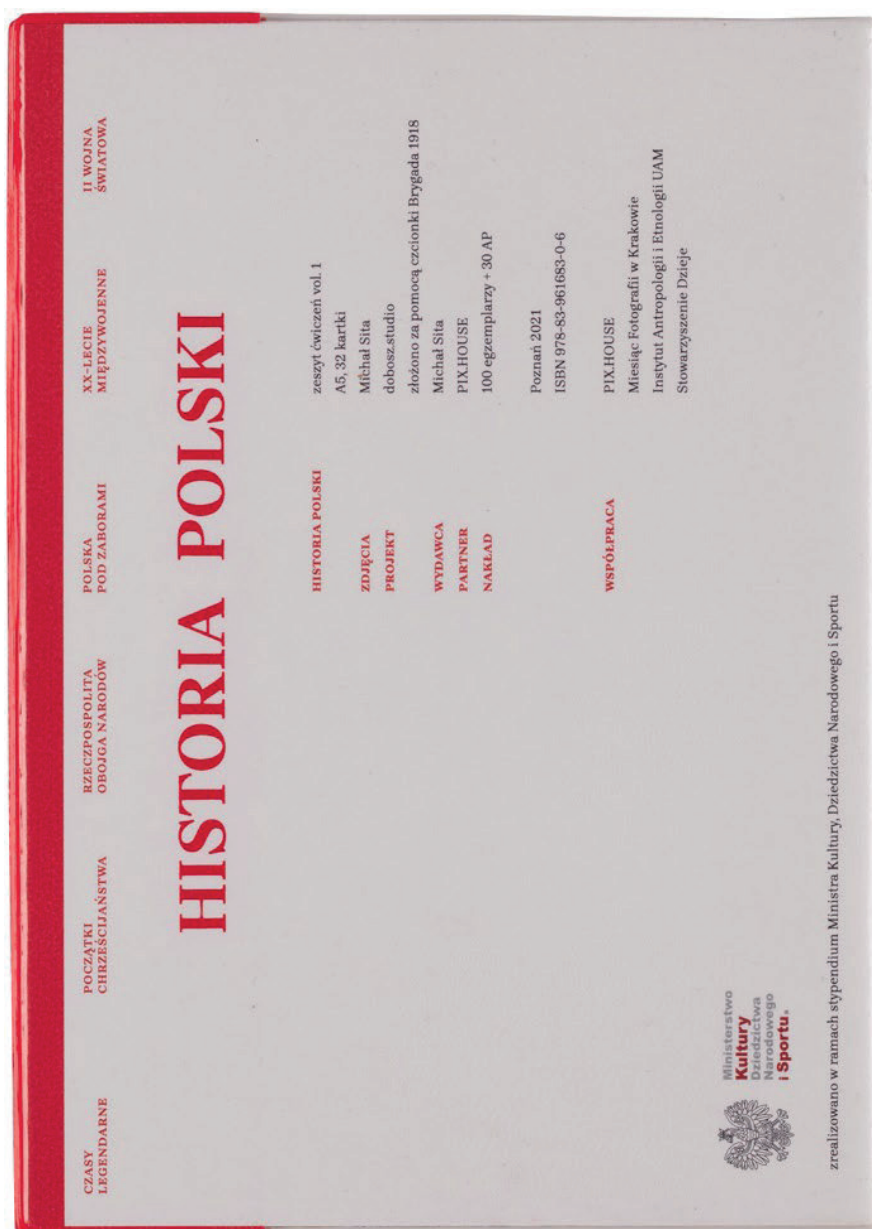 CZASY
LEGENDARNE
POCZĄTKI
CHRZEŚCIJAŃSTWA
RZECZPOSPOLITA
OBOJGA NARODÓW
POLSKA
POD ZABORAMI
XX-LECIE
MIĘDZYWOJENNE
II WOJNA
ŚWIATOWA
HISTORIA POLSKI
HISTORIA POLSKI zeszyt ćwiczeń vol. 1
A5, 32 kartki
ZDJĘCIA Michał Sita
PROJEKT dobosz.studio
złożono za pomocą czcionki Brygada 1918
WYDAWCA Michał Sita
PARTNER PIX.HOUSE
NAKŁAD 100 egzemplarzy + 30 AP
Poznań 2021
ISBN 978-83-961683-0-6
WSPÓŁPRACA PIX.HOUSE
Miesiąc Fotografii w Krakowie
Instytut Antropologii i Etnologii UAM
Stowarzyszenie Dzieje
Ministerstwo
Kultury
Dziedzictwa
Narodowego
i Sportu.
zrealizowano w ramach stypendium Ministra Kultury, Dziedzictwa Narodowego i Sportu